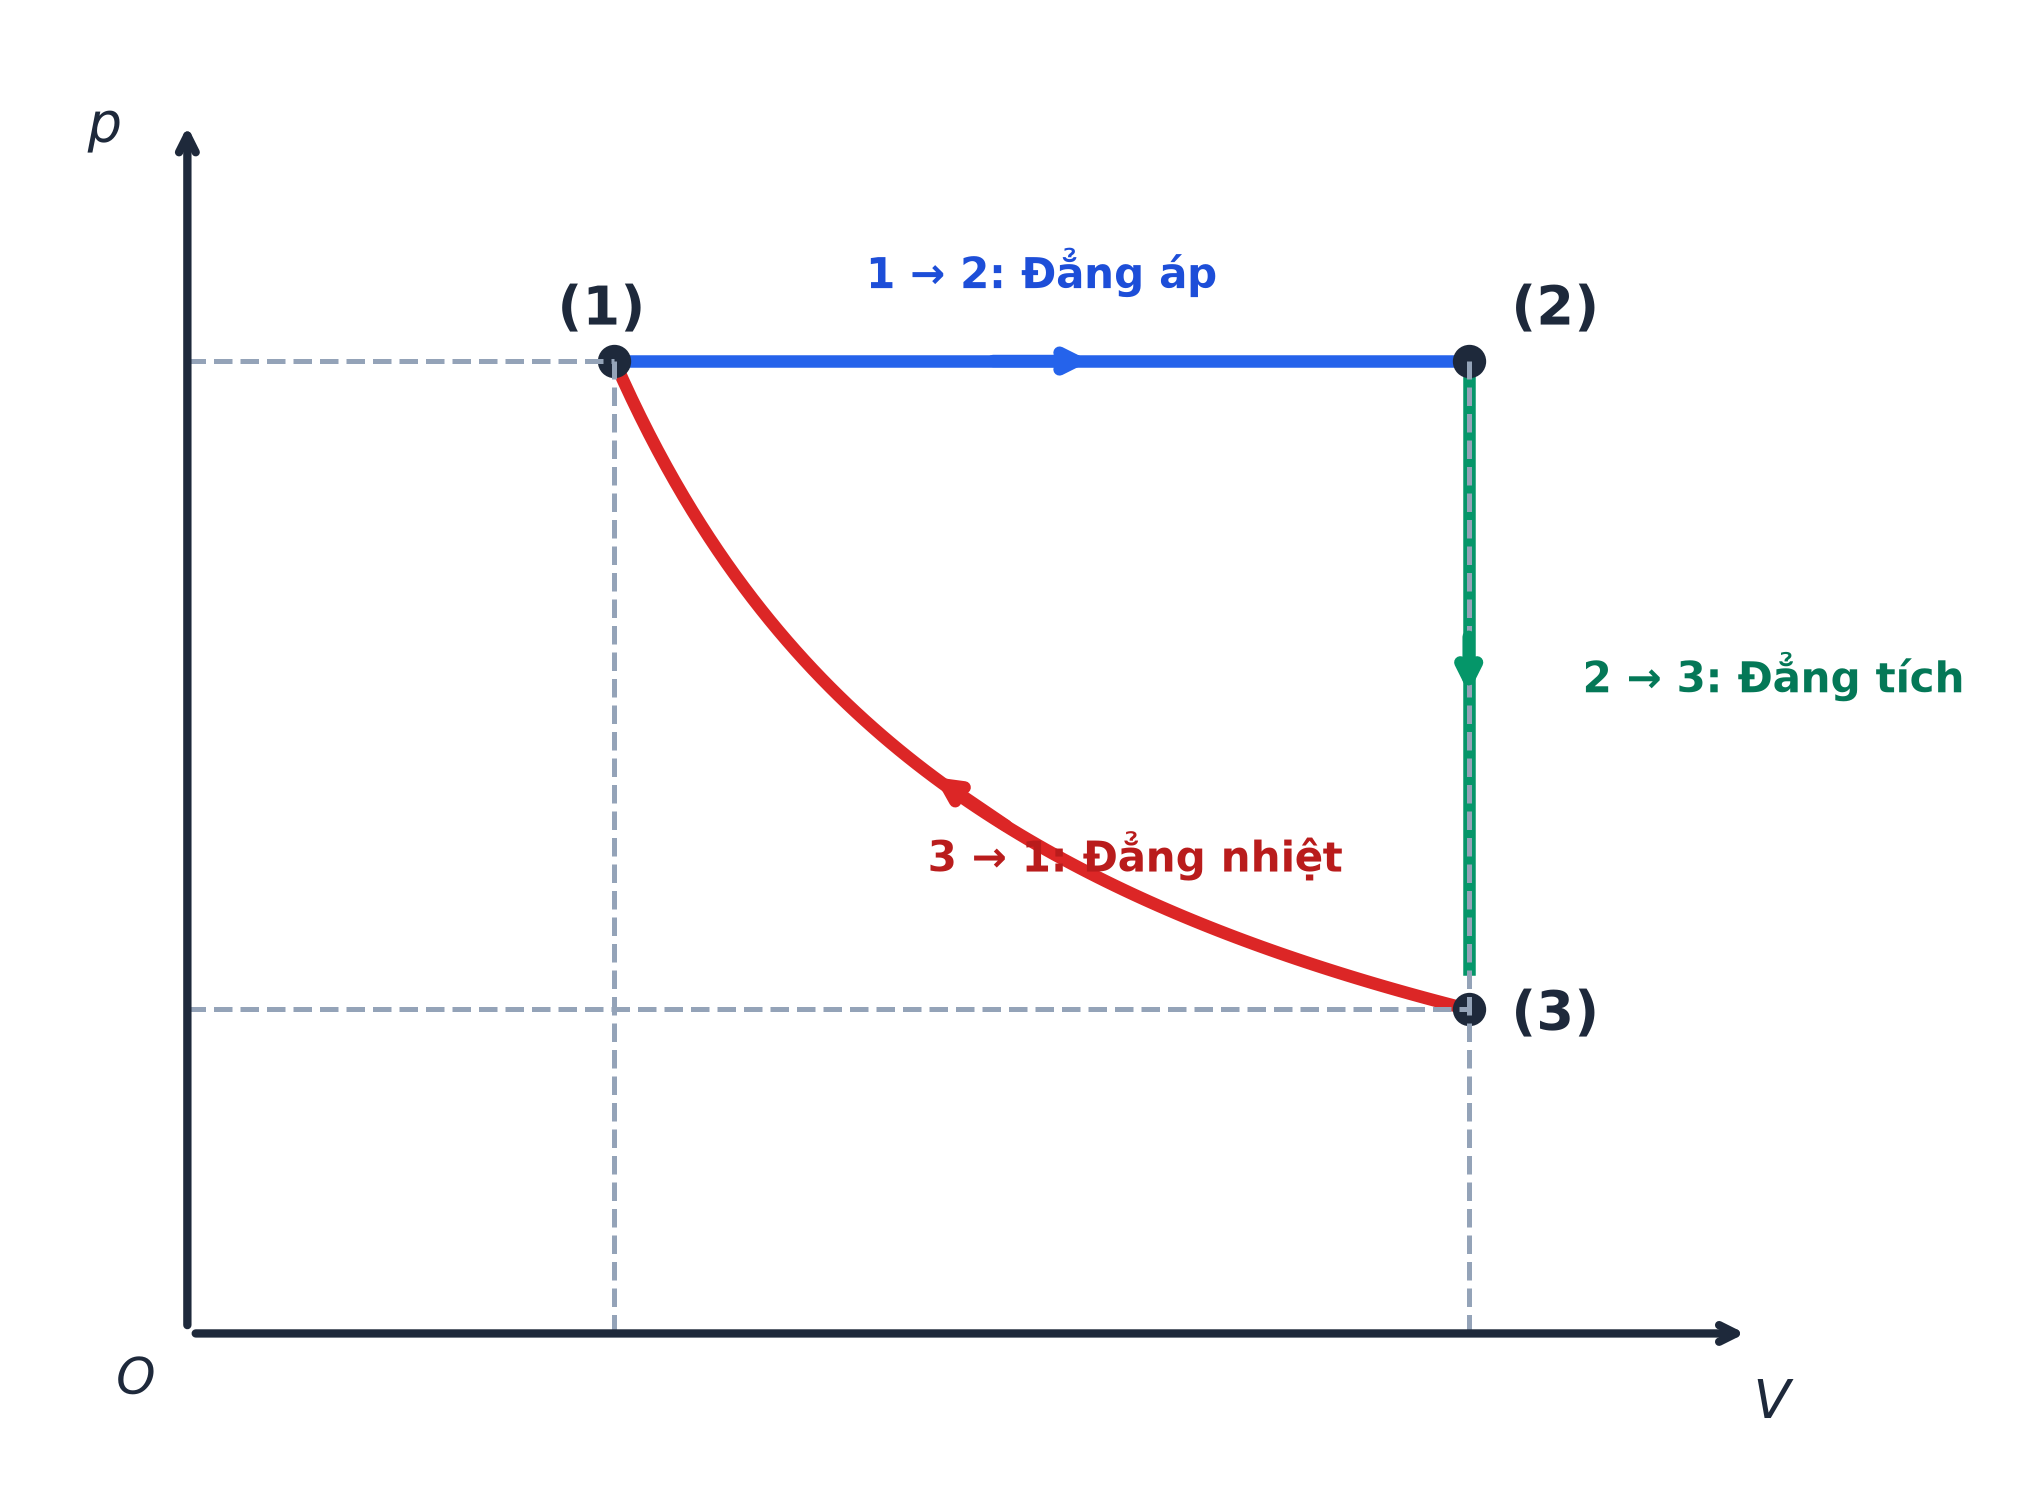 p
1 → 2: Đẳng áp
(1)
(2)
2 → 3: Đẳng tích
3 → 1: Đẳng nhiệt
(3)
O
V